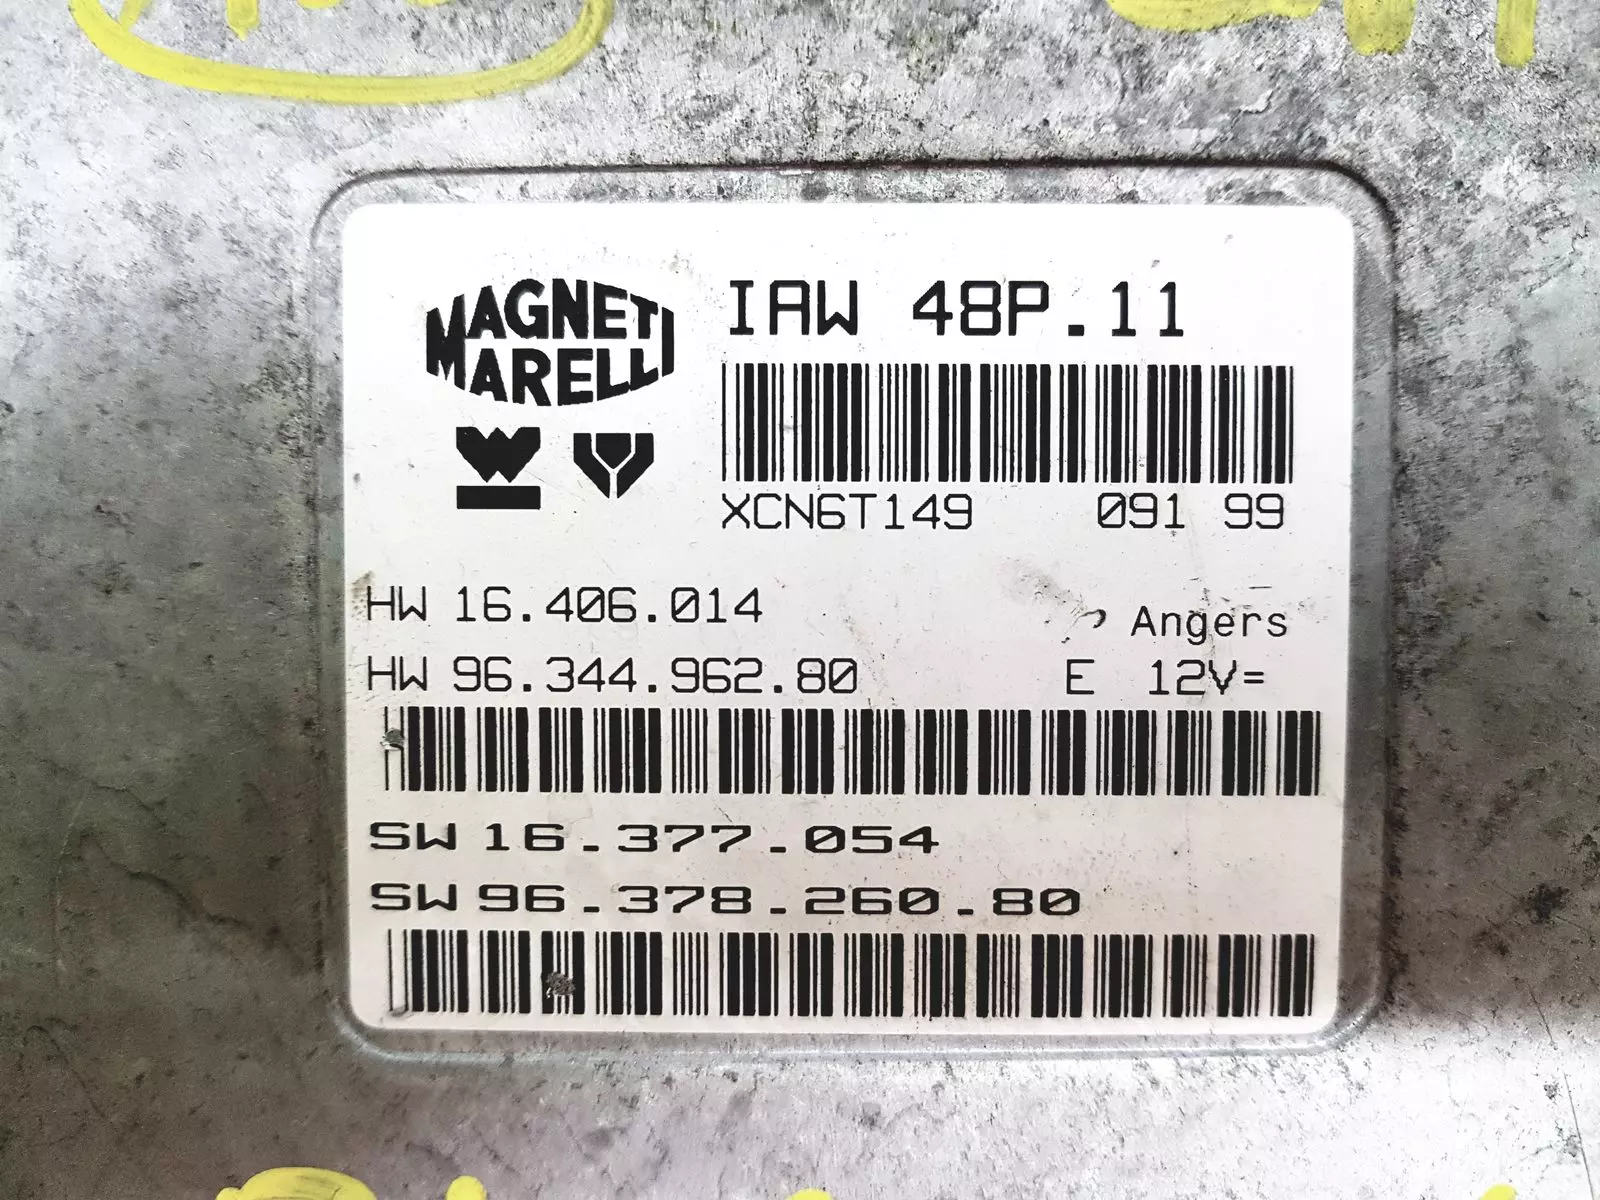 MAGNETI
MARELLI
IAW 48P.11
XCN6T149 091 99
HW 16.406.014
Angers
HW 96.344.962.80 E 12V=
SW 16.377.054
SW 96.378.260.80